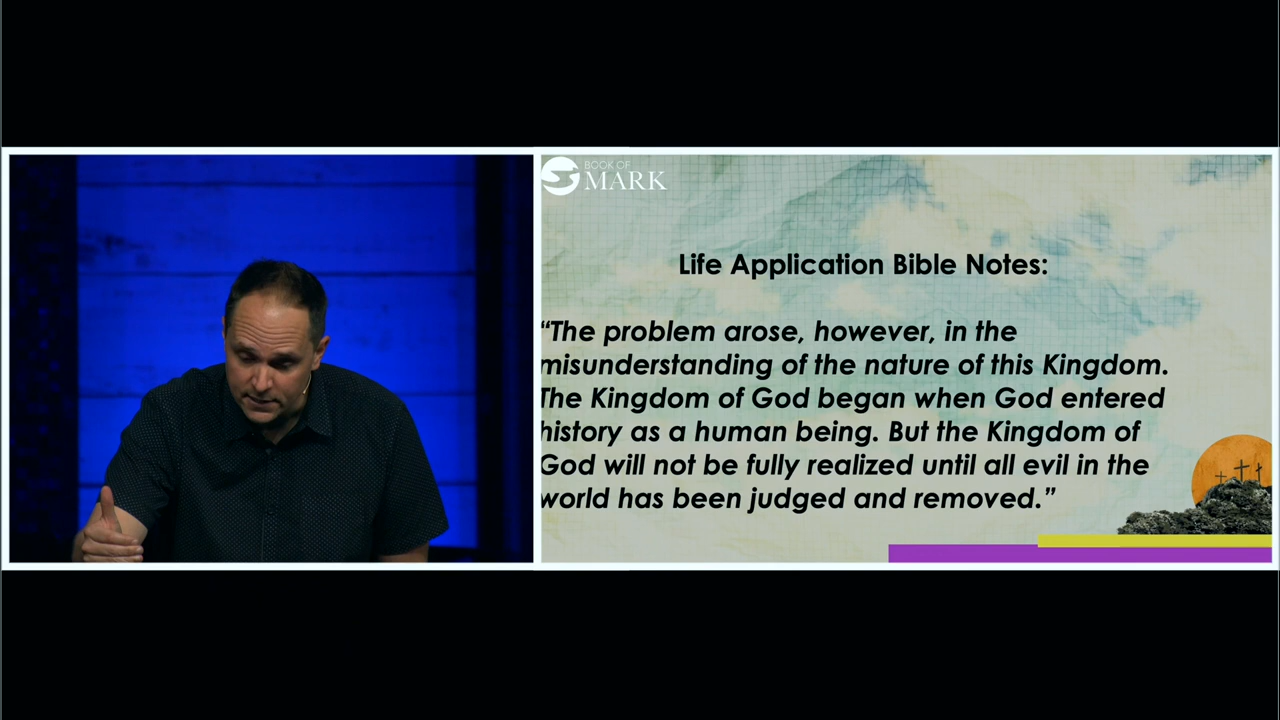 BOOK OF
MARK
Life Application Bible Notes:
“The problem arose, however, in the
misunderstanding of the nature of this Kingdom.
The Kingdom of God began when God entered
history as a human being. But the Kingdom of
God will not be fully realized until all evil in the
world has been judged and removed.”